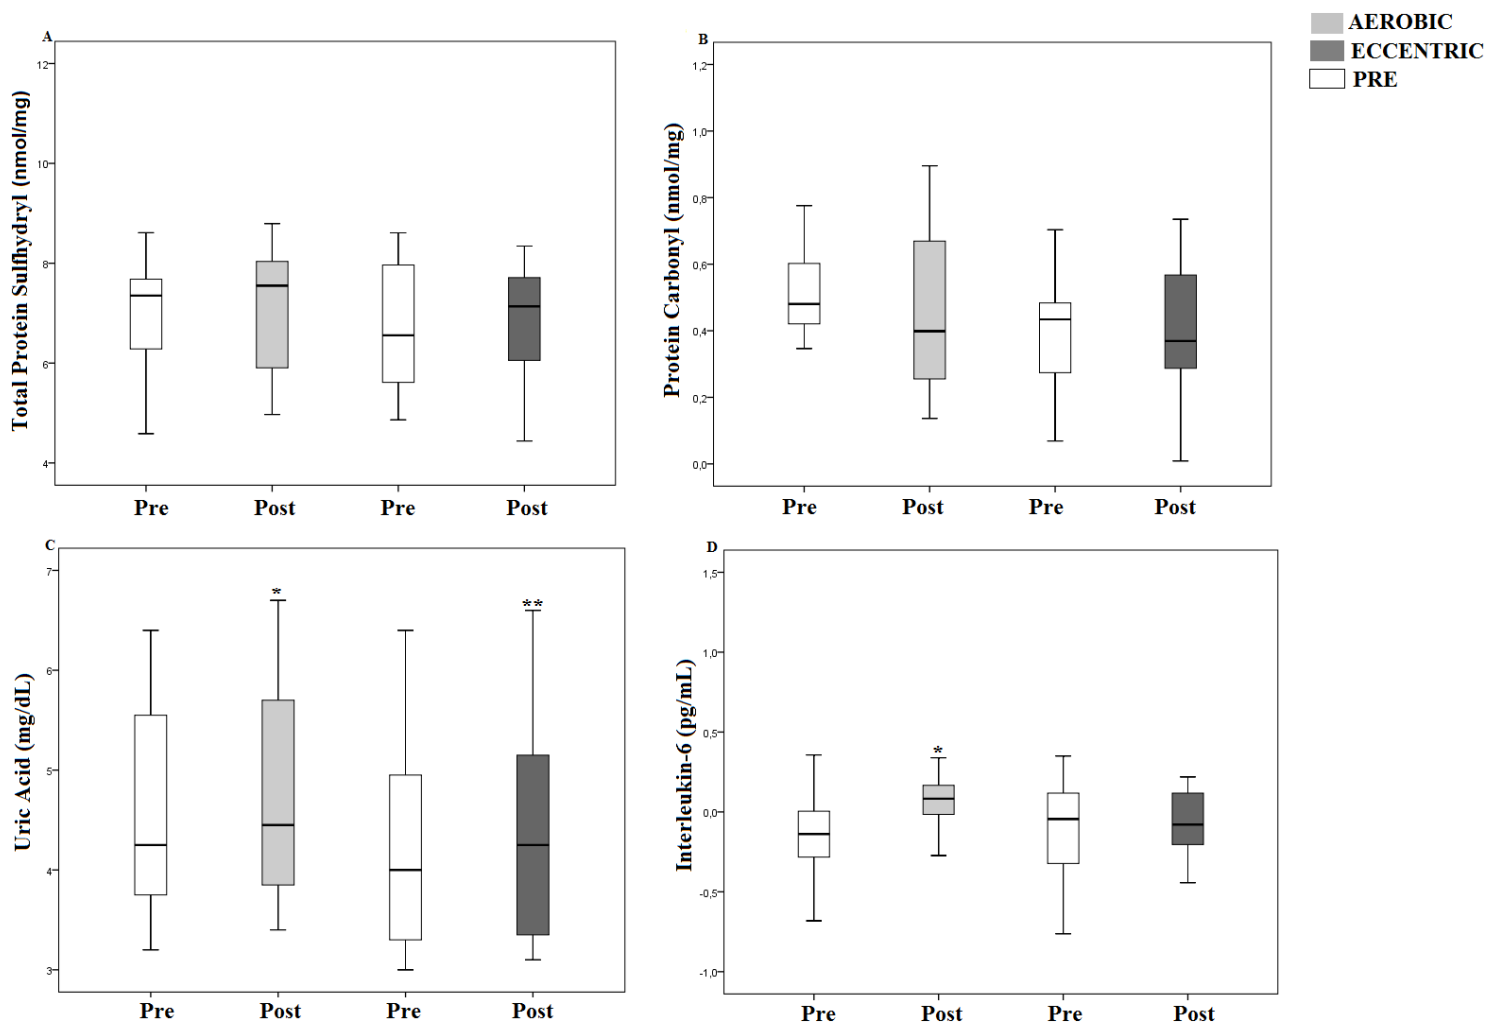 AEROBIC
ECCENTRIC
PRE
A
Total Protein Sulfhydryl (nmol/mg)
12
10
8
6
4
Pre Post Pre Post
B
Protein Carbonyl (nmol/mg)
1,2
1,0
0,8
0,6
0,4
0,2
0,0
Pre Post Pre Post
C
Uric Acid (mg/dL)
7
6
5
4
3
*
**
Pre Post Pre Post
D
Interleukin-6 (pg/mL)
1,5
1,0
0,5
0,0
-0,5
-1,0
*
Pre Post Pre Post